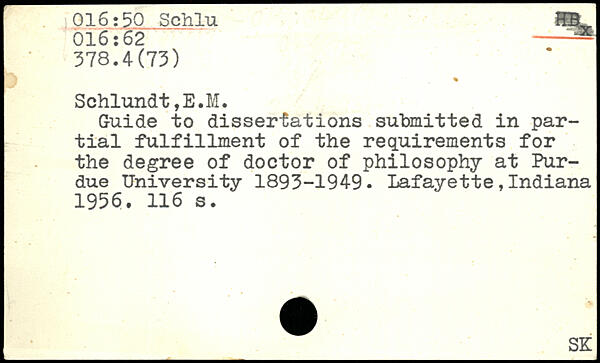 016:50 Schlu
016:62
378.4(73)
Schlundt,E.M.
Guide to dissertations submitted in par-
tial fulfillment of the requirements for
the degree of doctor of philosophy at Pur-
due University 1893-1949. Lafayette,Indiana
1956. 116 s.
SK